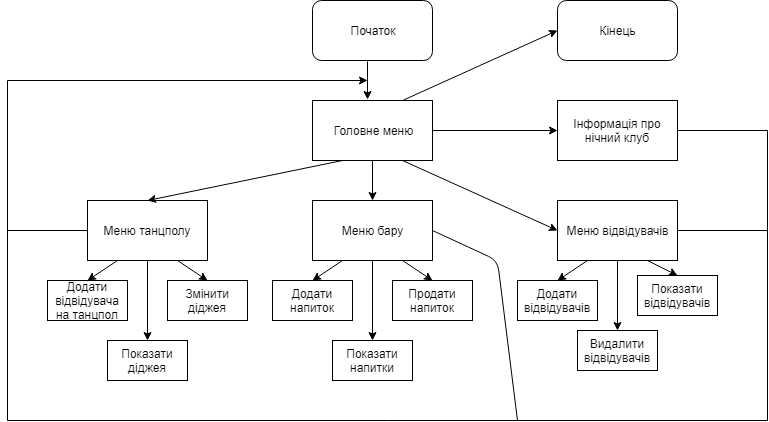 Початок
Кінець
Головне меню
Інформація про
нічний клуб
Меню танцполу
Меню бару
Меню відвідувачів
Додати
відвідувача
на танцпол
Змінити
діджея
Показати
діджея
Додати
напиток
Продати
напиток
Показати
напитки
Додати
відвідувачів
Показати
відвідувачів
Видалити
відвідувачів